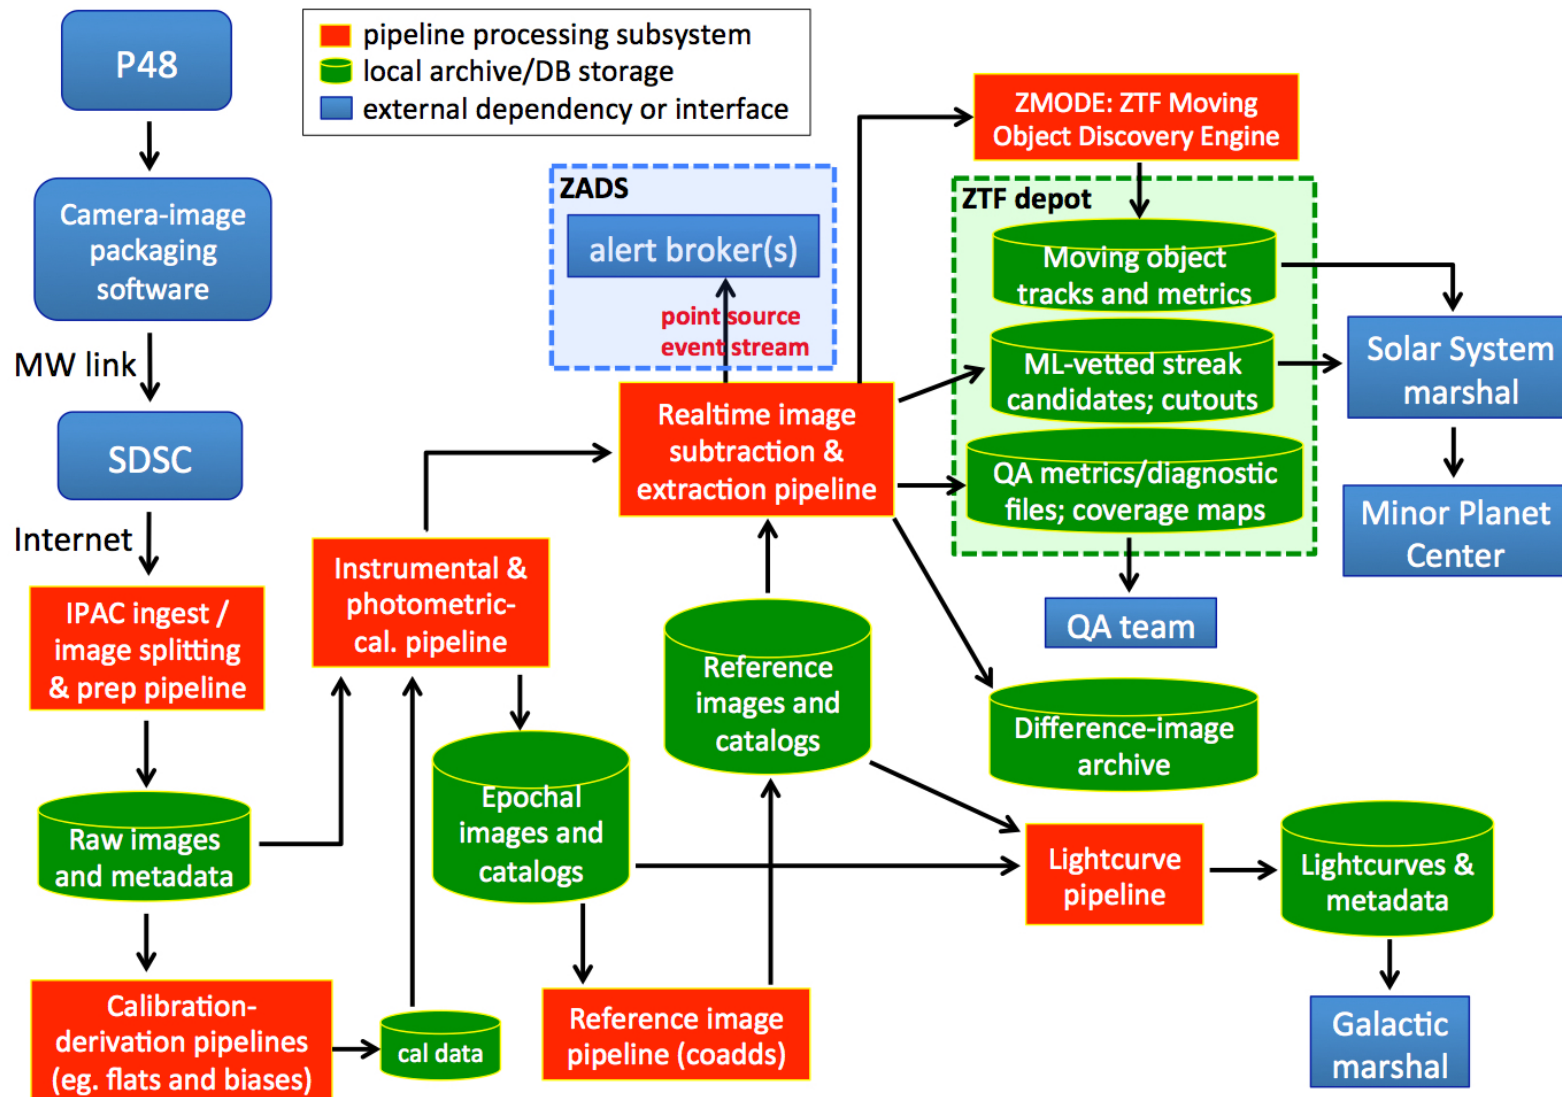 P48
pipeline processing subsystem
local archive/DB storage
external dependency or interface
Camera-image
packaging
software
MW link
SDSC
Internet
IPAC ingest /
image splitting
& prep pipeline
Raw images
and metadata
Calibration-
derivation pipelines
(eg. flats and biases)
cal data
Instrumental &
photometric-
cal. pipeline
Epochal
images and
catalogs
Reference image
pipeline (coadds)
ZADS
alert broker(s)
point source
event stream
Realtime image
subtraction &
extraction pipeline
Reference
images and
catalogs
ZMODE: ZTF Moving
Object Discovery Engine
ZTF depot
Moving object
tracks and metrics
ML-vetted streak
candidates; cutouts
QA metrics/diagnostic
files; coverage maps
QA team
Difference-image
archive
Lightcurve
pipeline
Lightcurves &
metadata
Galactic
marshal
Solar System
marshal
Minor Planet
Center